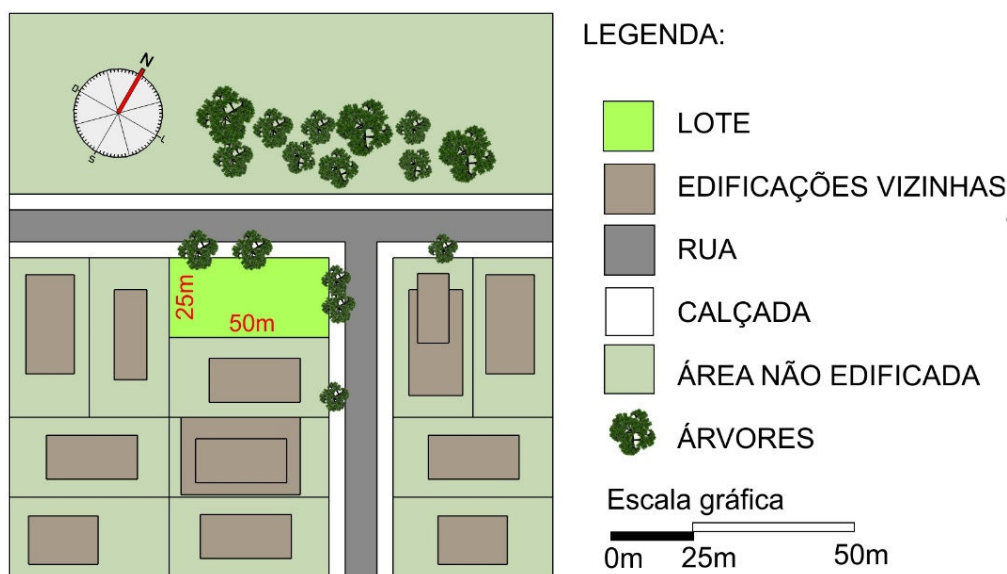 LEGENDA:
N
O
L
S
LOTE
EDIFICAÇÕES VIZINHAS
RUA
25m
50m
CALÇADA
ÁREA NÃO EDIFICADA
ÁRVORES
Escala gráfica
0m 25m 50m